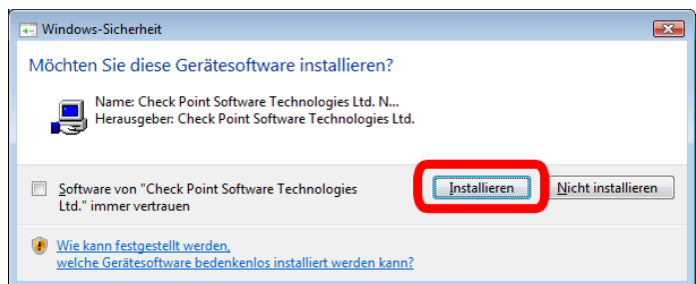 Windows-Sicherheit
Möchten Sie diese Gerätesoftware installieren?
Name: Check Point Software Technologies Ltd. N...
Herausgeber: Check Point Software Technologies Ltd.
Software von "Check Point Software Technologies
Ltd." immer vertrauen
Installieren
Nicht installieren
Wie kann festgestellt werden,
welche Gerätesoftware bedenkenlos installiert werden kann?